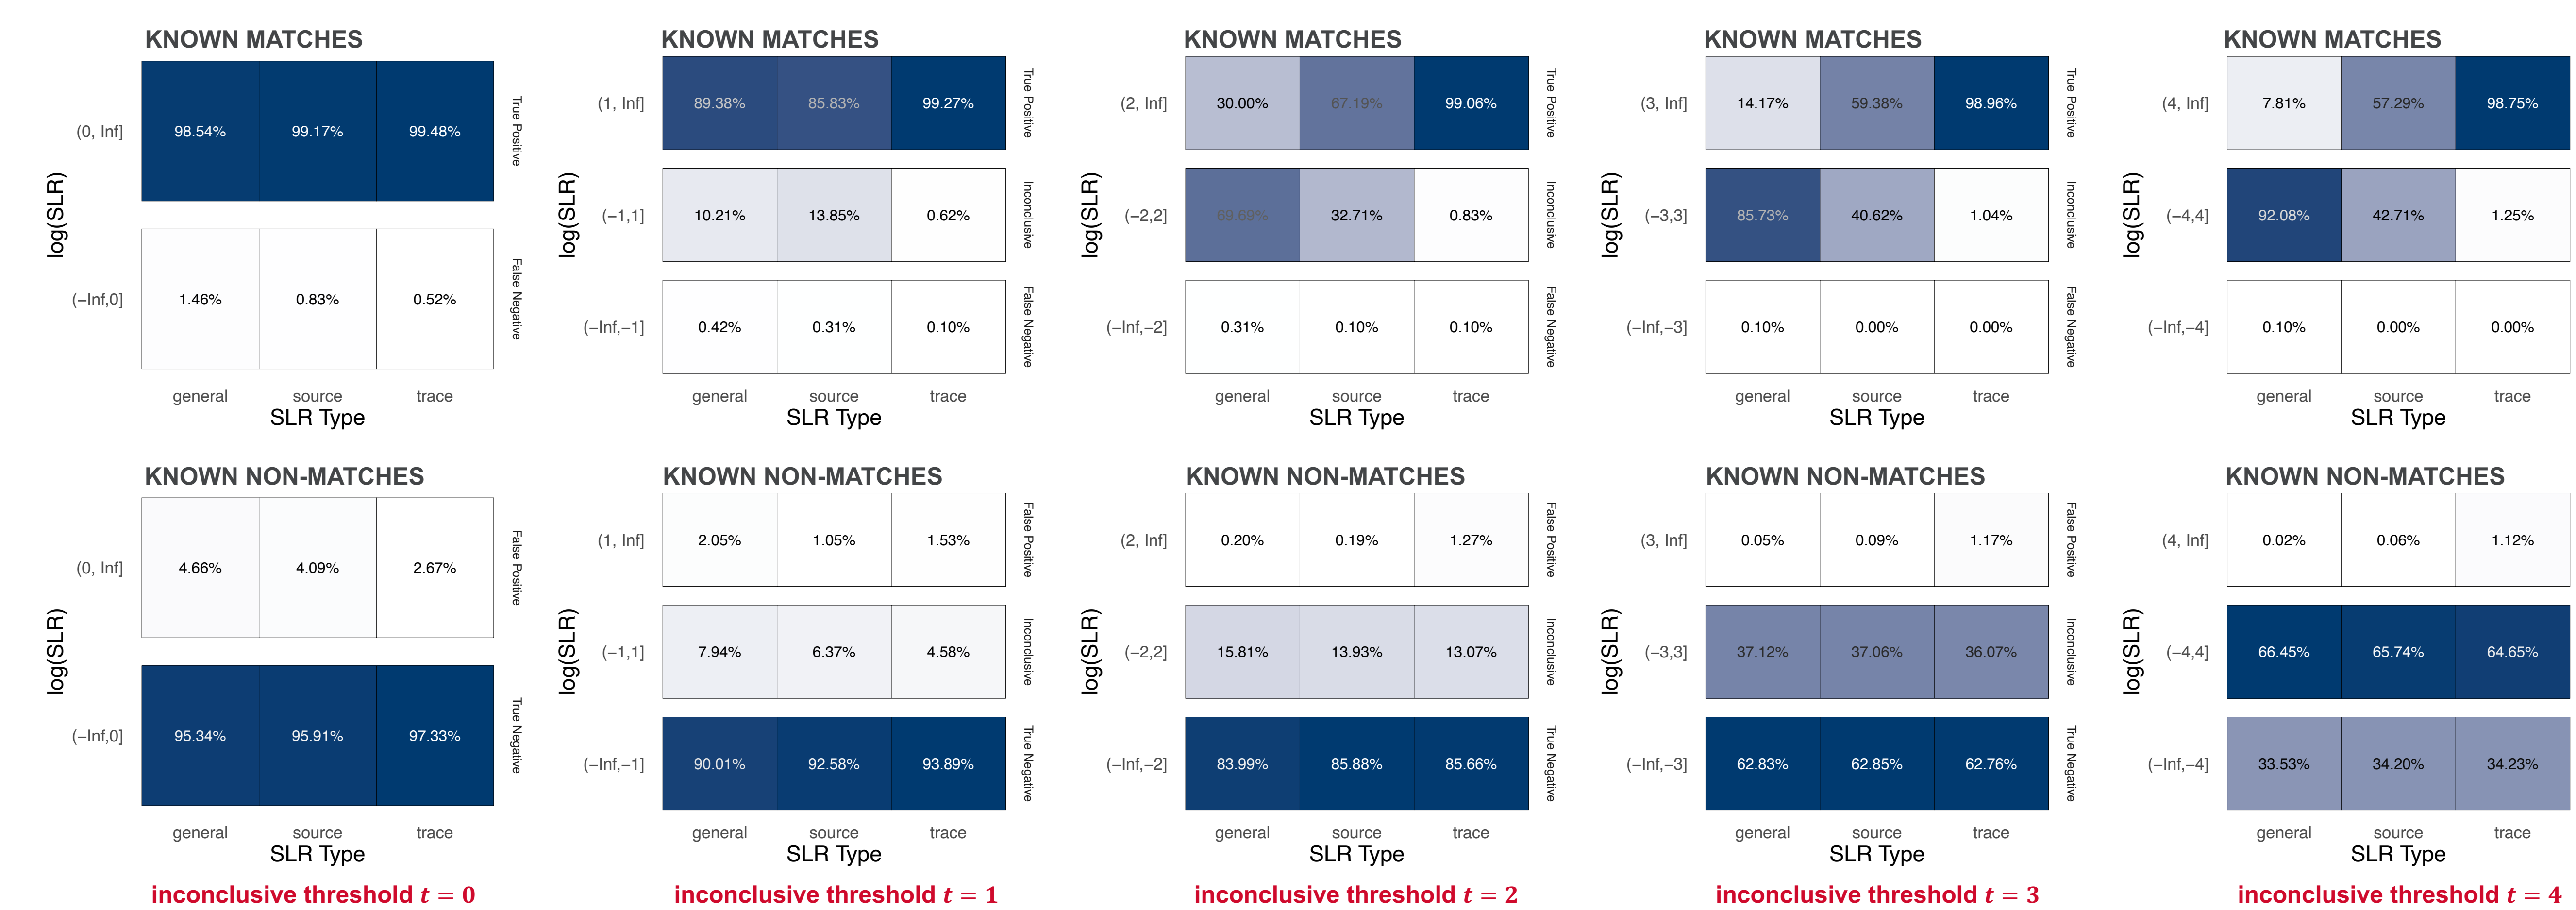 KNOWN MATCHES
(0, Inf]
98.54% 99.17% 99.48%
True Positive
log(SLR)
(−Inf,0]
1.46% 0.83% 0.52%
False Negative
general source trace
SLR Type
KNOWN MATCHES
(1, Inf]
89.38% 85.83% 99.27%
True Positive
log(SLR)
(−1,1]
10.21% 13.85% 0.62%
Inconclusive
(−Inf,−1]
0.42% 0.31% 0.10%
False Negative
general source trace
SLR Type
KNOWN MATCHES
(2, Inf]
30.00% 67.19% 99.06%
True Positive
log(SLR)
(−2,2]
69.69% 32.71% 0.83%
Inconclusive
(−Inf,−2]
0.31% 0.10% 0.10%
False Negative
general source trace
SLR Type
KNOWN MATCHES
(3, Inf]
14.17% 59.38% 98.96%
True Positive
log(SLR)
(−3,3]
85.73% 40.62% 1.04%
Inconclusive
(−Inf,−3]
0.10% 0.00% 0.00%
False Negative
general source trace
SLR Type
KNOWN MATCHES
(4, Inf]
7.81% 57.29% 98.75%
log(SLR)
(−4,4]
92.08% 42.71% 1.25%
(−Inf,−4]
0.10% 0.00% 0.00%
general source trace
SLR Type
KNOWN NON-MATCHES
(0, Inf]
4.66% 4.09% 2.67%
False Positive
log(SLR)
(−Inf,0]
95.34% 95.91% 97.33%
True Negative
general source trace
SLR Type
inconclusive threshold t = 0
KNOWN NON-MATCHES
(1, Inf]
2.05% 1.05% 1.53%
False Positive
log(SLR)
(−1,1]
7.94% 6.37% 4.58%
Inconclusive
(−Inf,−1]
90.01% 92.58% 93.89%
True Negative
general source trace
SLR Type
inconclusive threshold t = 1
KNOWN NON-MATCHES
(2, Inf]
0.20% 0.19% 1.27%
False Positive
log(SLR)
(−2,2]
15.81% 13.93% 13.07%
Inconclusive
(−Inf,−2]
83.99% 85.88% 85.66%
True Negative
general source trace
SLR Type
inconclusive threshold t = 2
KNOWN NON-MATCHES
(3, Inf]
0.05% 0.09% 1.17%
False Positive
log(SLR)
(−3,3]
37.12% 37.06% 36.07%
Inconclusive
(−Inf,−3]
62.83% 62.85% 62.76%
True Negative
general source trace
SLR Type
inconclusive threshold t = 3
KNOWN NON-MATCHES
(4, Inf]
0.02% 0.06% 1.12%
log(SLR)
(−4,4]
66.45% 65.74% 64.65%
(−Inf,−4]
33.53% 34.20% 34.23%
general source trace
SLR Type
inconclusive threshold t = 4